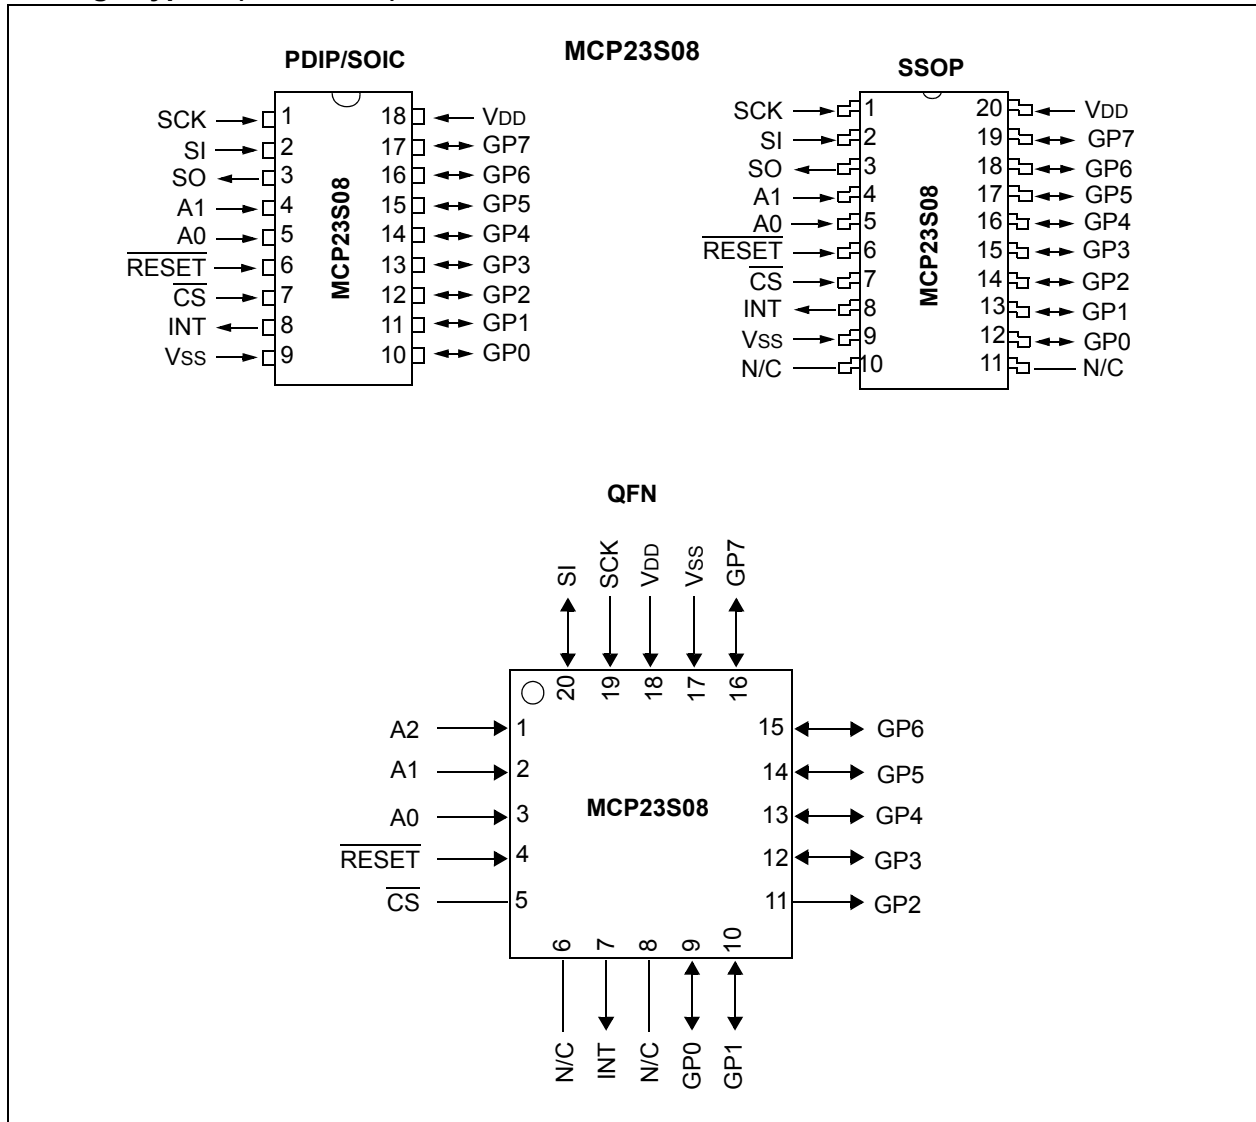 MCP23S08
PDIP/SOIC
SCK 1 18 VDD
SI 2 17 GP7
SO 3 16 GP6
A1 4 15 GP5
A0 5 14 GP4
RESET 6 13 GP3
CS 7 12 GP2
INT 8 11 GP1
VSS 9 10 GP0
MCP23S08
SSOP
SCK 1 20 VDD
SI 2 19 GP7
SO 3 18 GP6
A1 4 17 GP5
A0 5 16 GP4
RESET 6 15 GP3
CS 7 14 GP2
INT 8 13 GP1
VSS 9 12 GP0
N/C 10 11 N/C
MCP23S08
QFN
SI SCK VDD VSS GP7
20 19 18 17 16
A2 1 15 GP6
A1 2 14 GP5
A0 3 MCP23S08 13 GP4
RESET 4 12 GP3
CS 5 11 GP2
6 7 8 9 10
N/C INT N/C GP0 GP1